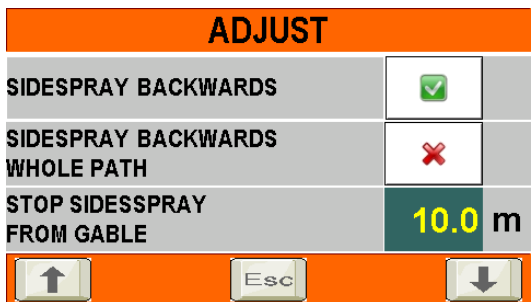 ADJUST
SIDESPRAY BACKWARDS
SIDESPRAY BACKWARDS
WHOLE PATH
STOP SIDESSPRAY
FROM GABLE
10.0 m
Esc